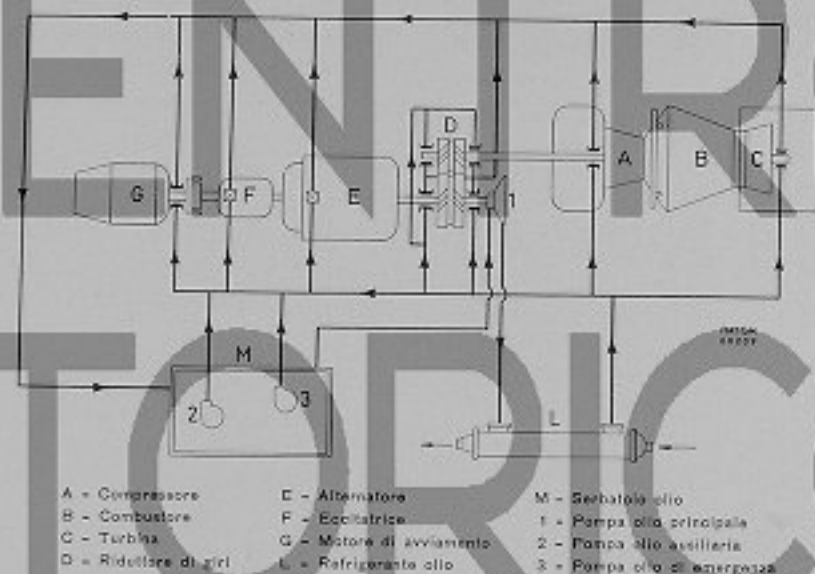 D
G
F
E
1
A
B
C
M
2
3
L
A = Compressore
B = Combustore
C = Turbina
D = Riduttore di giri
E = Alternatore
F = Eccitatrice
G = Motore di avviamento
L = Refrigerante olio
M = Serbatoio olio
1 = Pompa olio principale
2 = Pompa olio ausiliaria
3 = Pompa olio di emergenza